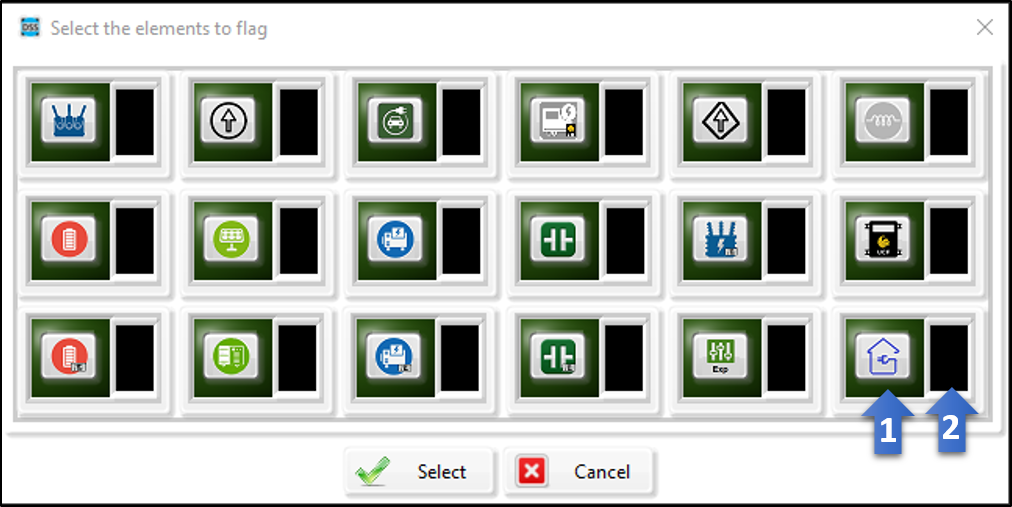 DSS
Select the elements to flag
UCF
Exp
1
2
Select
Cancel